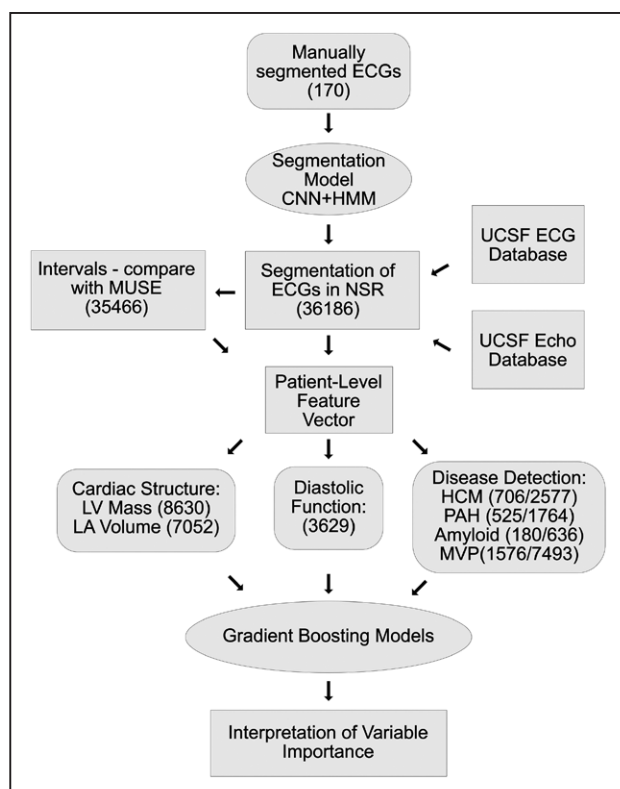 Manually
segmented ECGs
(170)
Segmentation
Model
CNN+HMM
UCSF ECG
Database
Intervals - compare
with MUSE
(35466)
Segmentation of
ECGs in NSR
(36186)
UCSF Echo
Database
Patient-Level
Feature
Vector
Cardiac Structure:
LV Mass (8630)
LA Volume (7052)
Diastolic
Function:
(3629)
Disease Detection:
HCM (706/2577)
PAH (525/1764)
Amyloid (180/636)
MVP(1576/7493)
Gradient Boosting Models
Interpretation of Variable
Importance